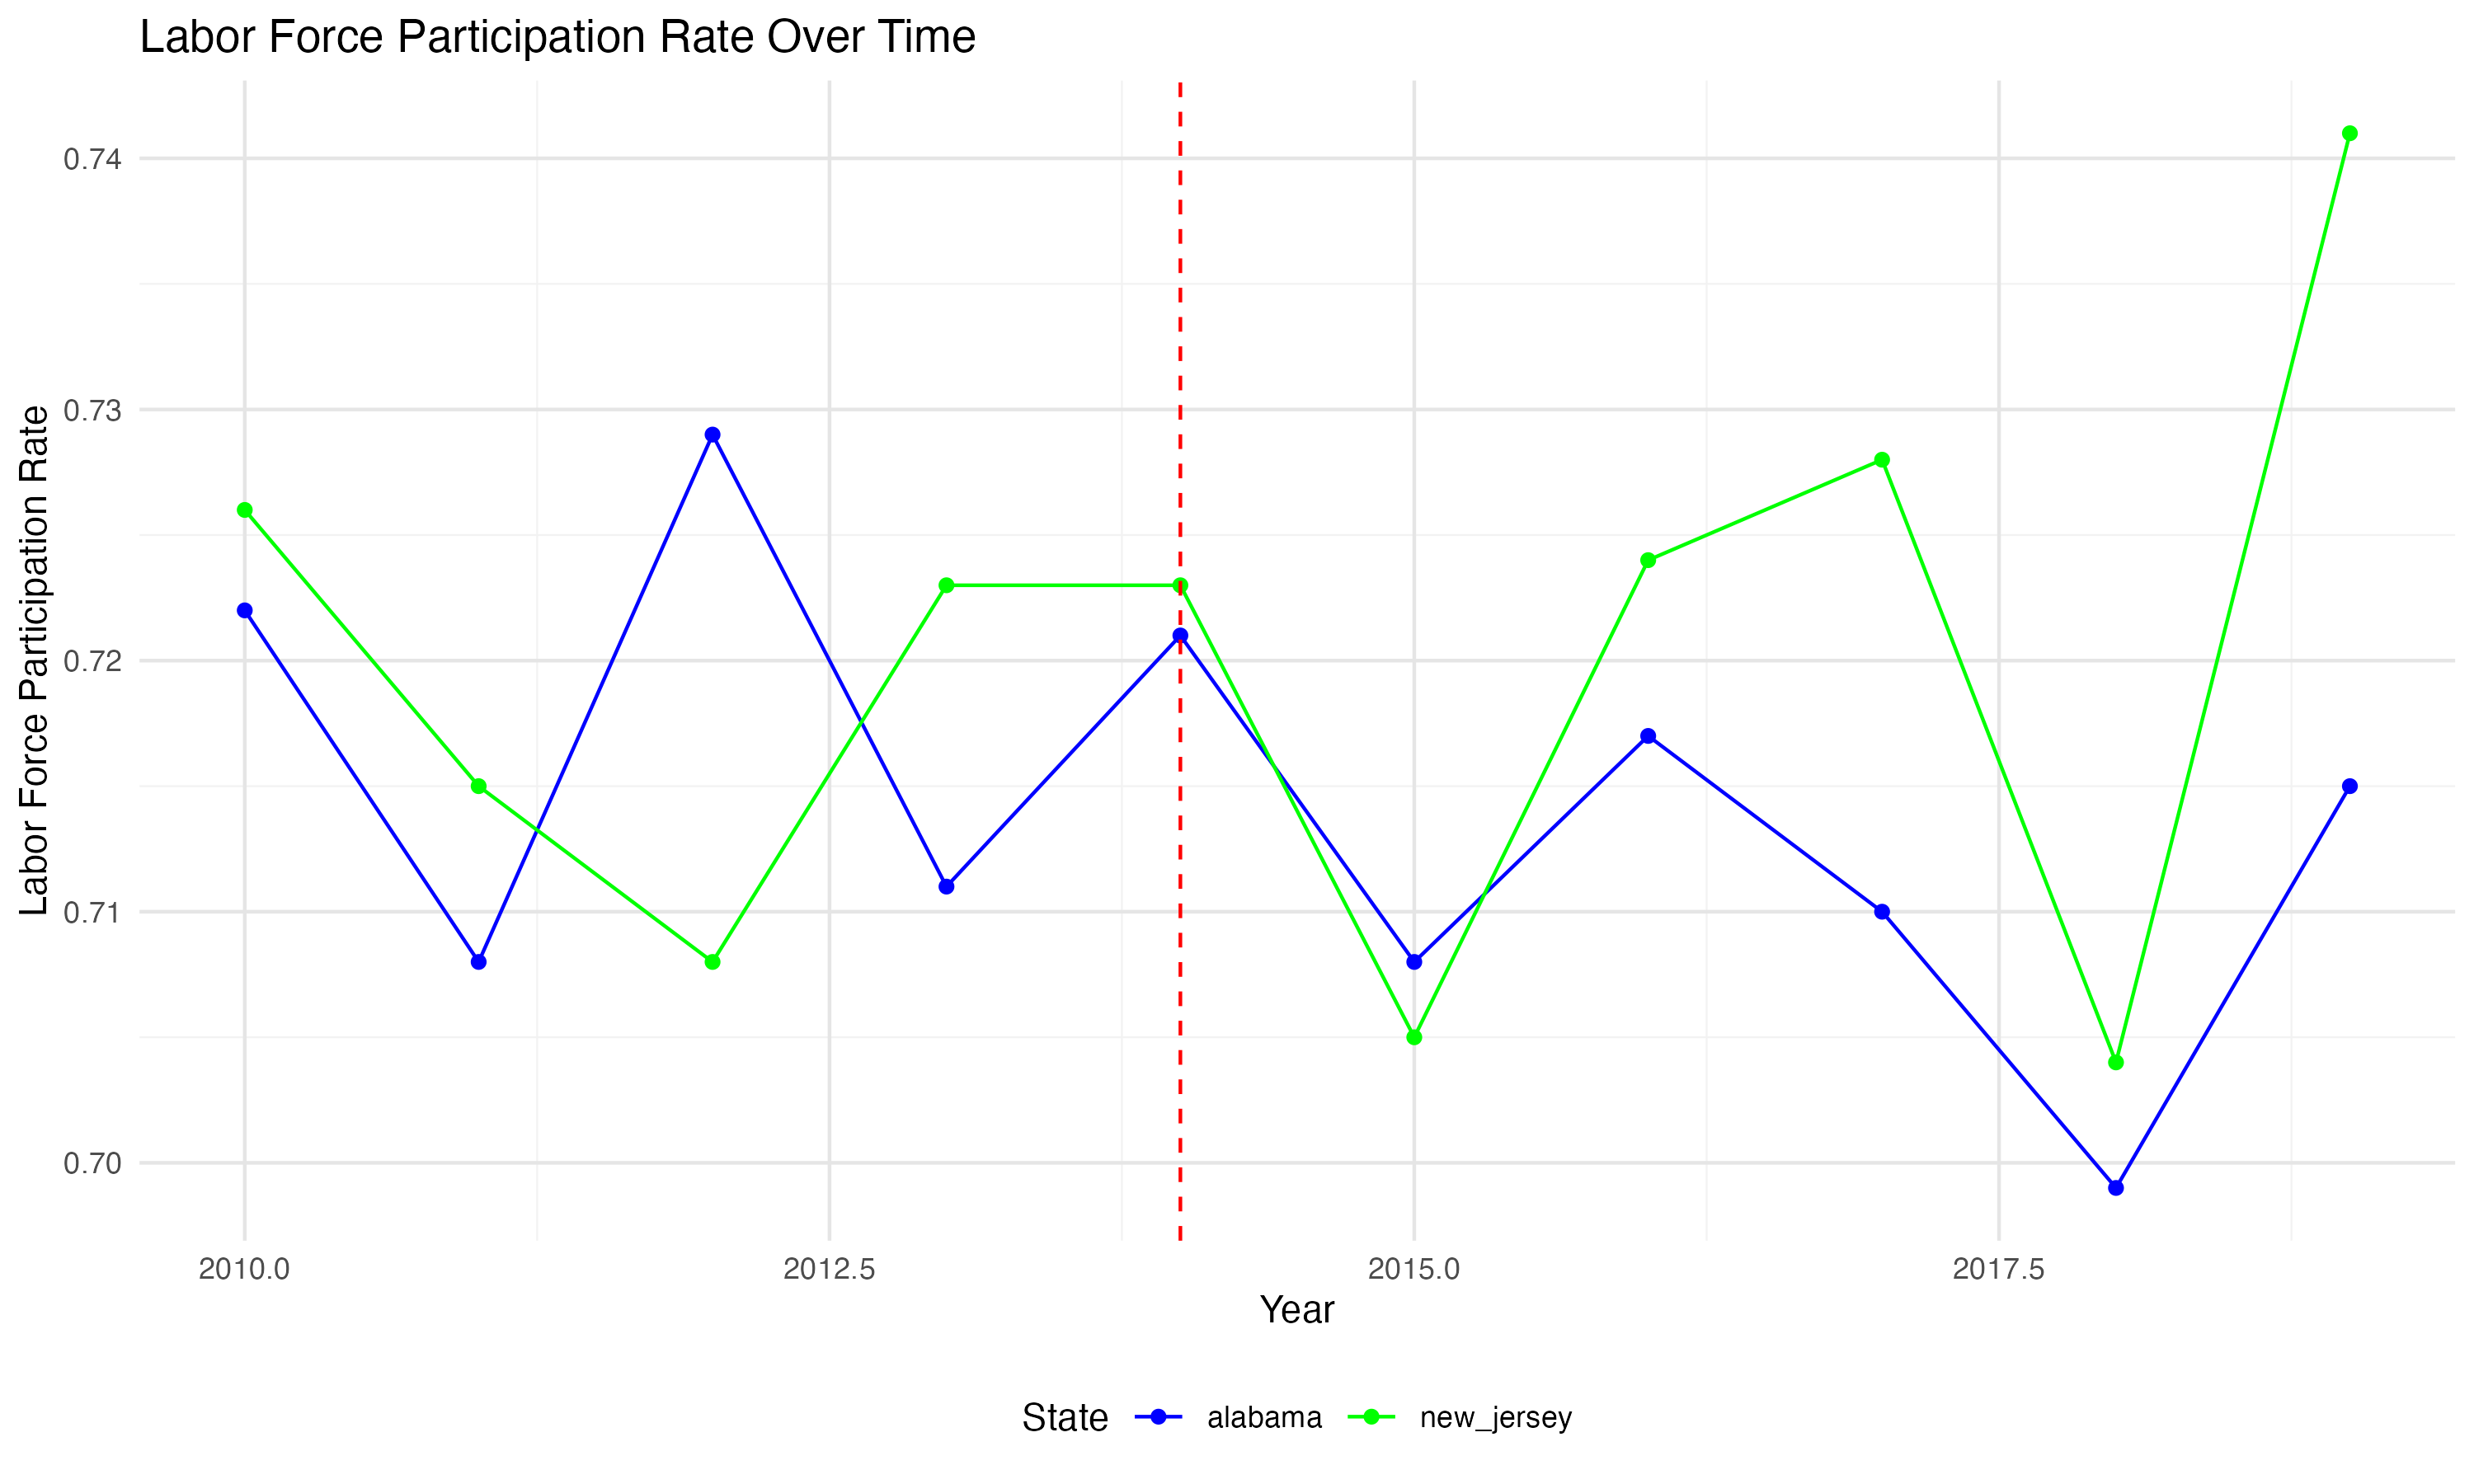 Labor Force Participation Rate Over Time
Labor Force Participation Rate
0.74
0.73
0.72
0.71
0.70
2010.0 2012.5 2015.0 2017.5
Year
State alabama new_jersey